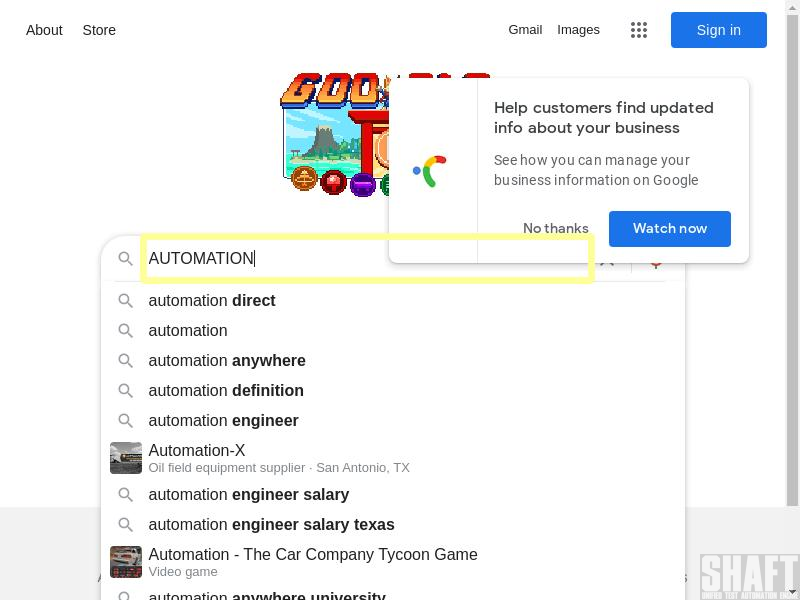 About
Store
Gmail
Images
Sign in
Help customers find updated
info about your business
See how you can manage your
business information on Google
No thanks
Watch now
AUTOMATION
automation direct
automation
automation anywhere
automation definition
automation engineer
Automation-X
Oil field equipment supplier · San Antonio, TX
automation engineer salary
automation engineer salary texas
Automation - The Car Company Tycoon Game
Video game
automation anywhere university
SHAFT